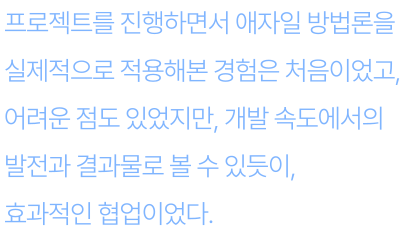 프로젝트를 진행하면서 애자일 방법론을
실제적으로 적용해본 경험은 처음이었고,
어려운 점도 있었지만, 개발 속도에서의
발전과 결과물로 볼 수 있듯이,
효과적인 협업이었다.